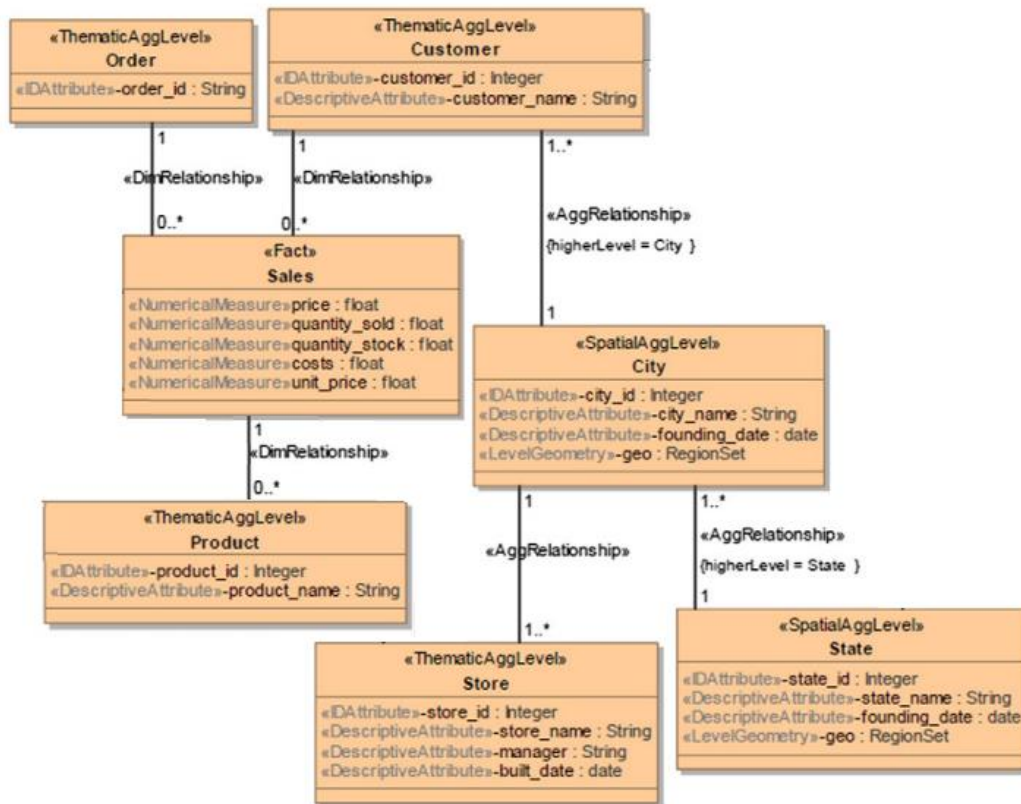 «ThematicAggLevel»
Order
«IDAttribute»-order_id : String
«ThematicAggLevel»
Customer
«IDAttribute»-customer_id : Integer
«DescriptiveAttribute»-customer_name : String
1
«DimRelationship»
0..*
1
«DimRelationship»
0..*
1..*
«AggRelationship»
{higherLevel = City }
1
«Fact»
Sales
«NumericalMeasure»price : float
«NumericalMeasure»quantity_sold : float
«NumericalMeasure»quantity_stock : float
«NumericalMeasure»costs : float
«NumericalMeasure»unit_price : float
«SpatialAggLevel»
City
«IDAttribute»-city_id : Integer
«DescriptiveAttribute»-city_name : String
«DescriptiveAttribute»-founding_date : date
«LevelGeometry»-geo : RegionSet
1
«DimRelationship»
0..*
«ThematicAggLevel»
Product
«IDAttribute»-product_id : Integer
«DescriptiveAttribute»-product_name : String
1
«AggRelationship»
1..*
1..*
«AggRelationship»
{higherLevel = State }
1
«ThematicAggLevel»
Store
«IDAttribute»-store_id : Integer
«DescriptiveAttribute»-store_name : String
«DescriptiveAttribute»-manager : String
«DescriptiveAttribute»-built_date : date
«SpatialAggLevel»
State
«IDAttribute»-state_id : Integer
«DescriptiveAttribute»-state_name : String
«DescriptiveAttribute»-founding_date : date
«LevelGeometry»-geo : RegionSet